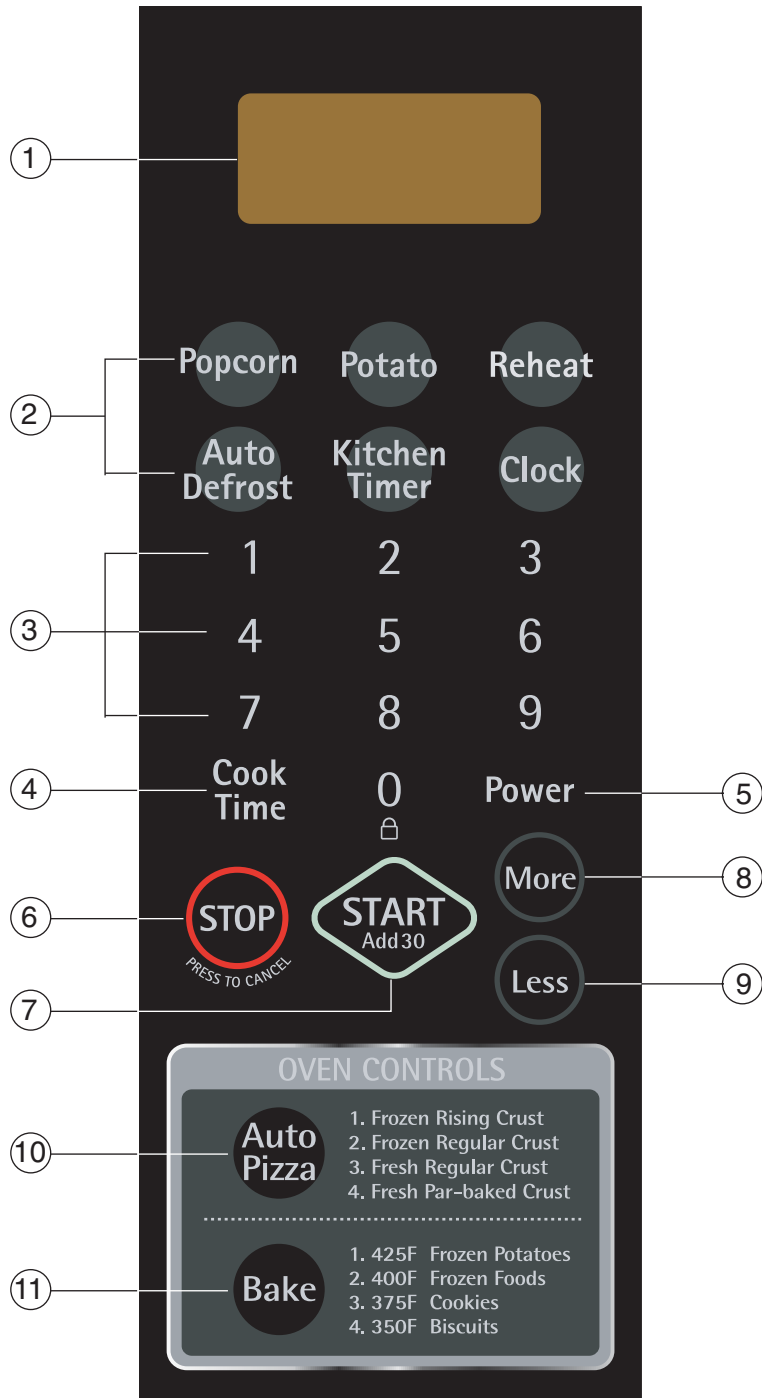 1
Popcorn Potato Reheat
2
Auto Defrost Kitchen Timer Clock
1 2 3
3
4 5 6
7 8 9
4
Cook Time 0 Power
5
More
8
6
STOP
PRESS TO CANCEL
START
Add30
Less
9
7
OVEN CONTROLS
10
Auto
Pizza
1. Frozen Rising Crust
2. Frozen Regular Crust
3. Fresh Regular Crust
4. Fresh Par-baked Crust
11
Bake
1. 425F Frozen Potatoes
2. 400F Frozen Foods
3. 375F Cookies
4. 350F Biscuits